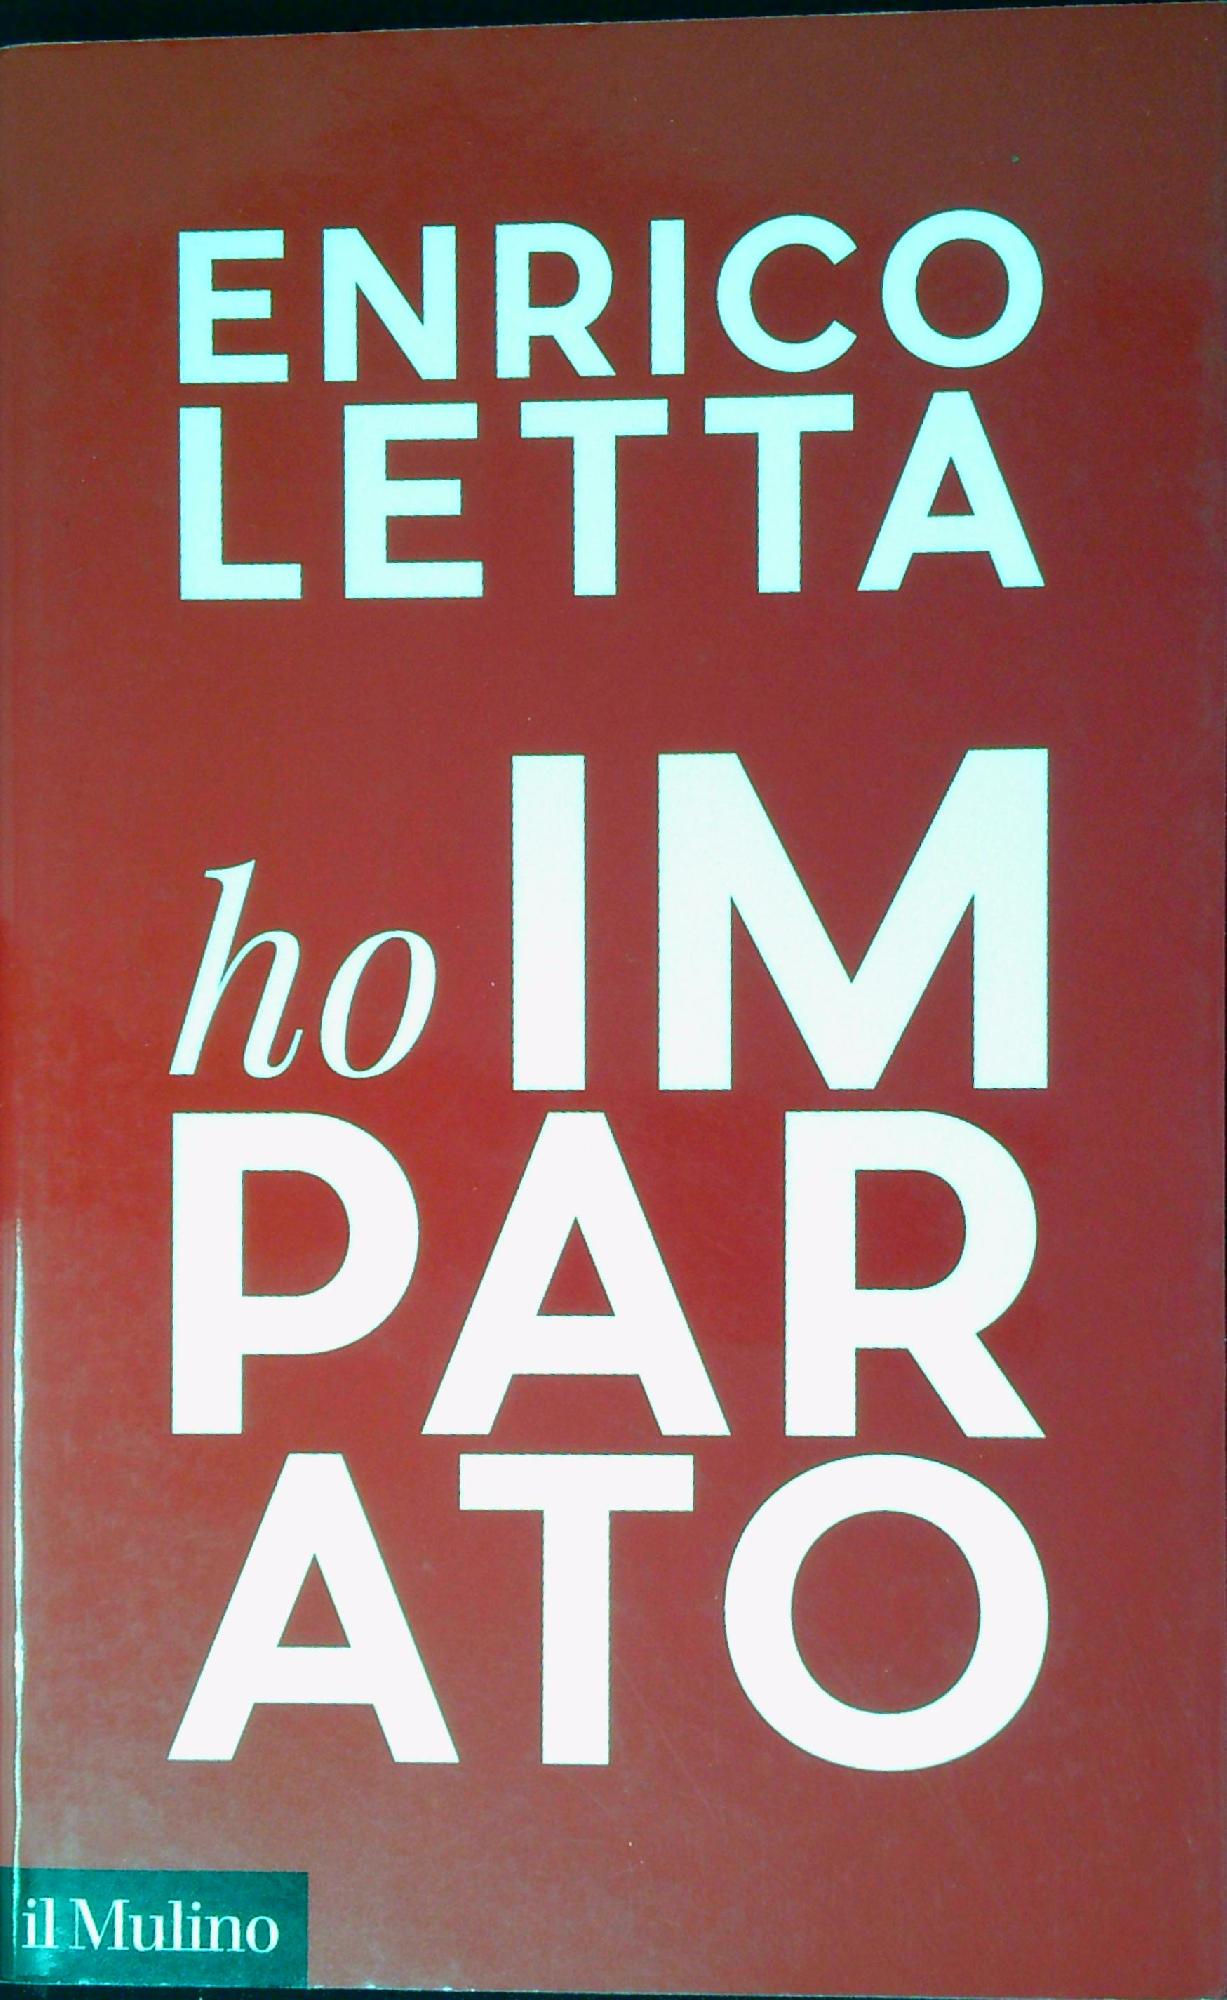 ENRICO
LETTA
ho IM
PAR
ATO
il Mulino